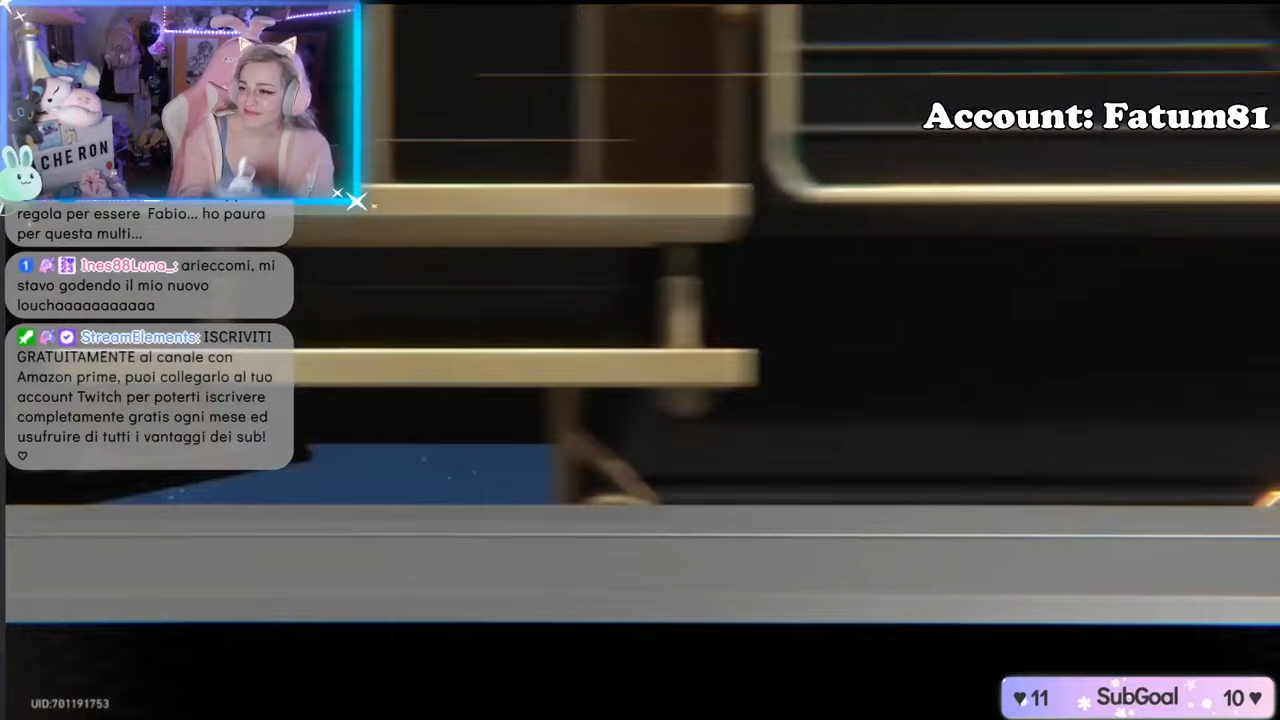 ACHERON
Account: Fatum81
regola per essere Fabio... ho paura
per questa multi...
1 Ines88Luna_: arieccomi, mi
stavo godendo il mio nuovo
louchaaaaaaaaaaa
StreamElements: ISCRIVITI
GRATUITAMENTE al canale con
Amazon prime, puoi collegarlo al tuo
account Twitch per poterti iscrivere
completamente gratis ogni mese ed
usufruire di tutti i vantaggi dei sub!
♡
UID:701191753
♥ 11 SubGoal 10 ♥